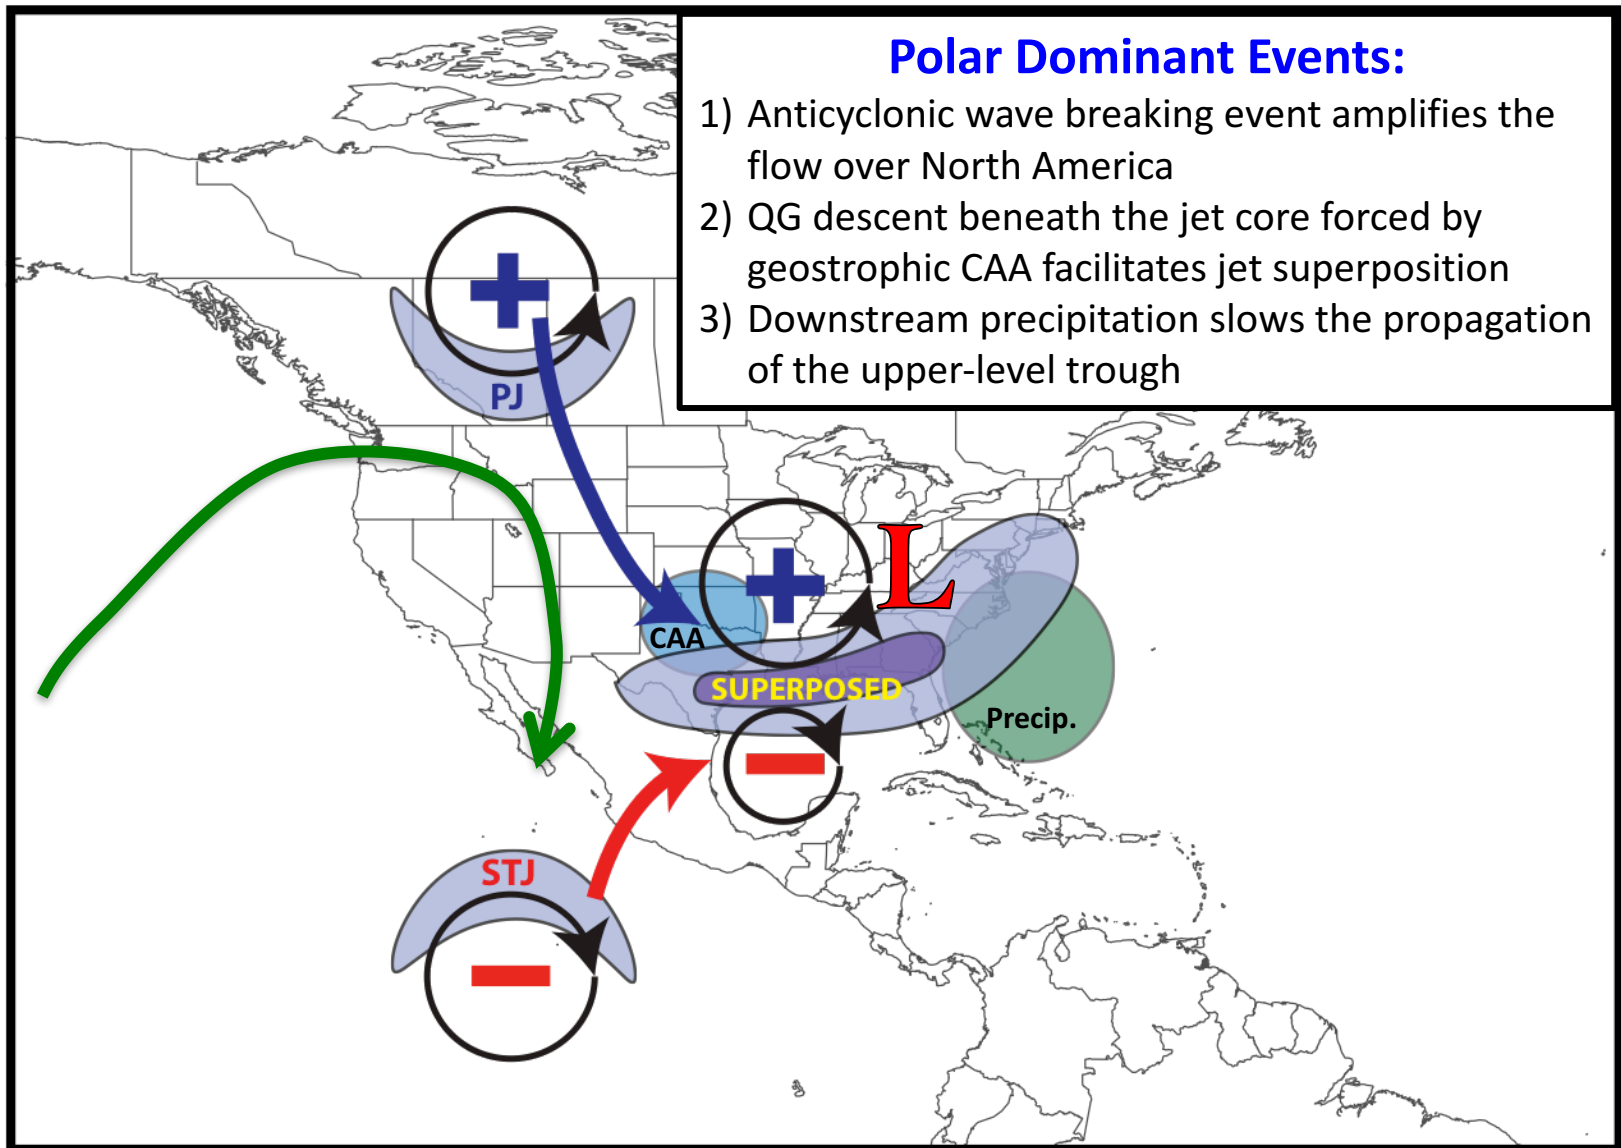 Polar Dominant Events:
1) Anticyclonic wave breaking event amplifies the
flow over North America
2) QG descent beneath the jet core forced by
geostrophic CAA facilitates jet superposition
3) Downstream precipitation slows the propagation
of the upper-level trough
PJ
L
CAA
SUPERPOSED
Precip.
STJ